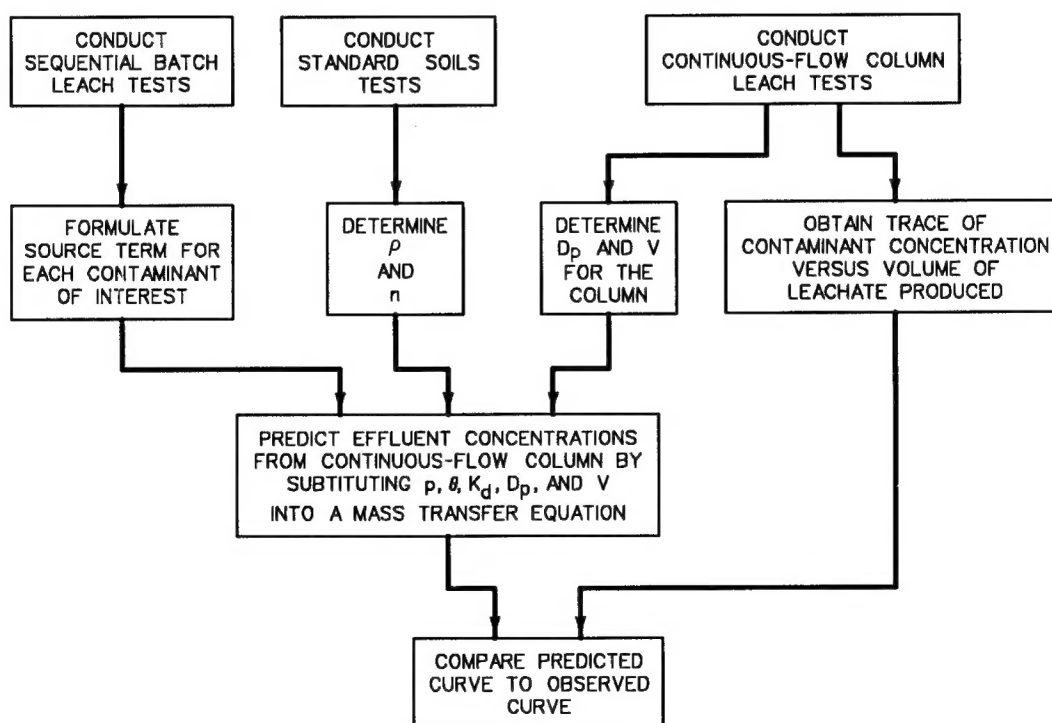 CONDUCT
SEQUENTIAL BATCH
LEACH TESTS
CONDUCT
STANDARD SOILS
TESTS
CONDUCT
CONTINUOUS-FLOW COLUMN
LEACH TESTS
FORMULATE
SOURCE TERM FOR
EACH CONTAMINANT
OF INTEREST
DETERMINE
ρ
AND
n
DETERMINE
Dp AND V
FOR THE
COLUMN
OBTAIN TRACE OF
CONTAMINANT CONCENTRATION
VERSUS VOLUME OF
LEACHATE PRODUCED
PREDICT EFFLUENT CONCENTRATIONS
FROM CONTINUOUS-FLOW COLUMN BY
SUBTITUTING p, θ, Kd, Dp, AND V
INTO A MASS TRANSFER EQUATION
COMPARE PREDICTED
CURVE TO OBSERVED
CURVE